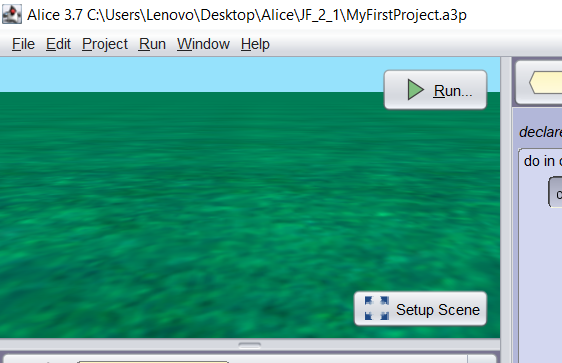 Alice 3.7 C:\Users\Lenovo\Desktop\Alice\JF_2_1\MyFirstProject.a3p
File Edit Project Run Window Help
Run...
declare
do in o
Setup Scene